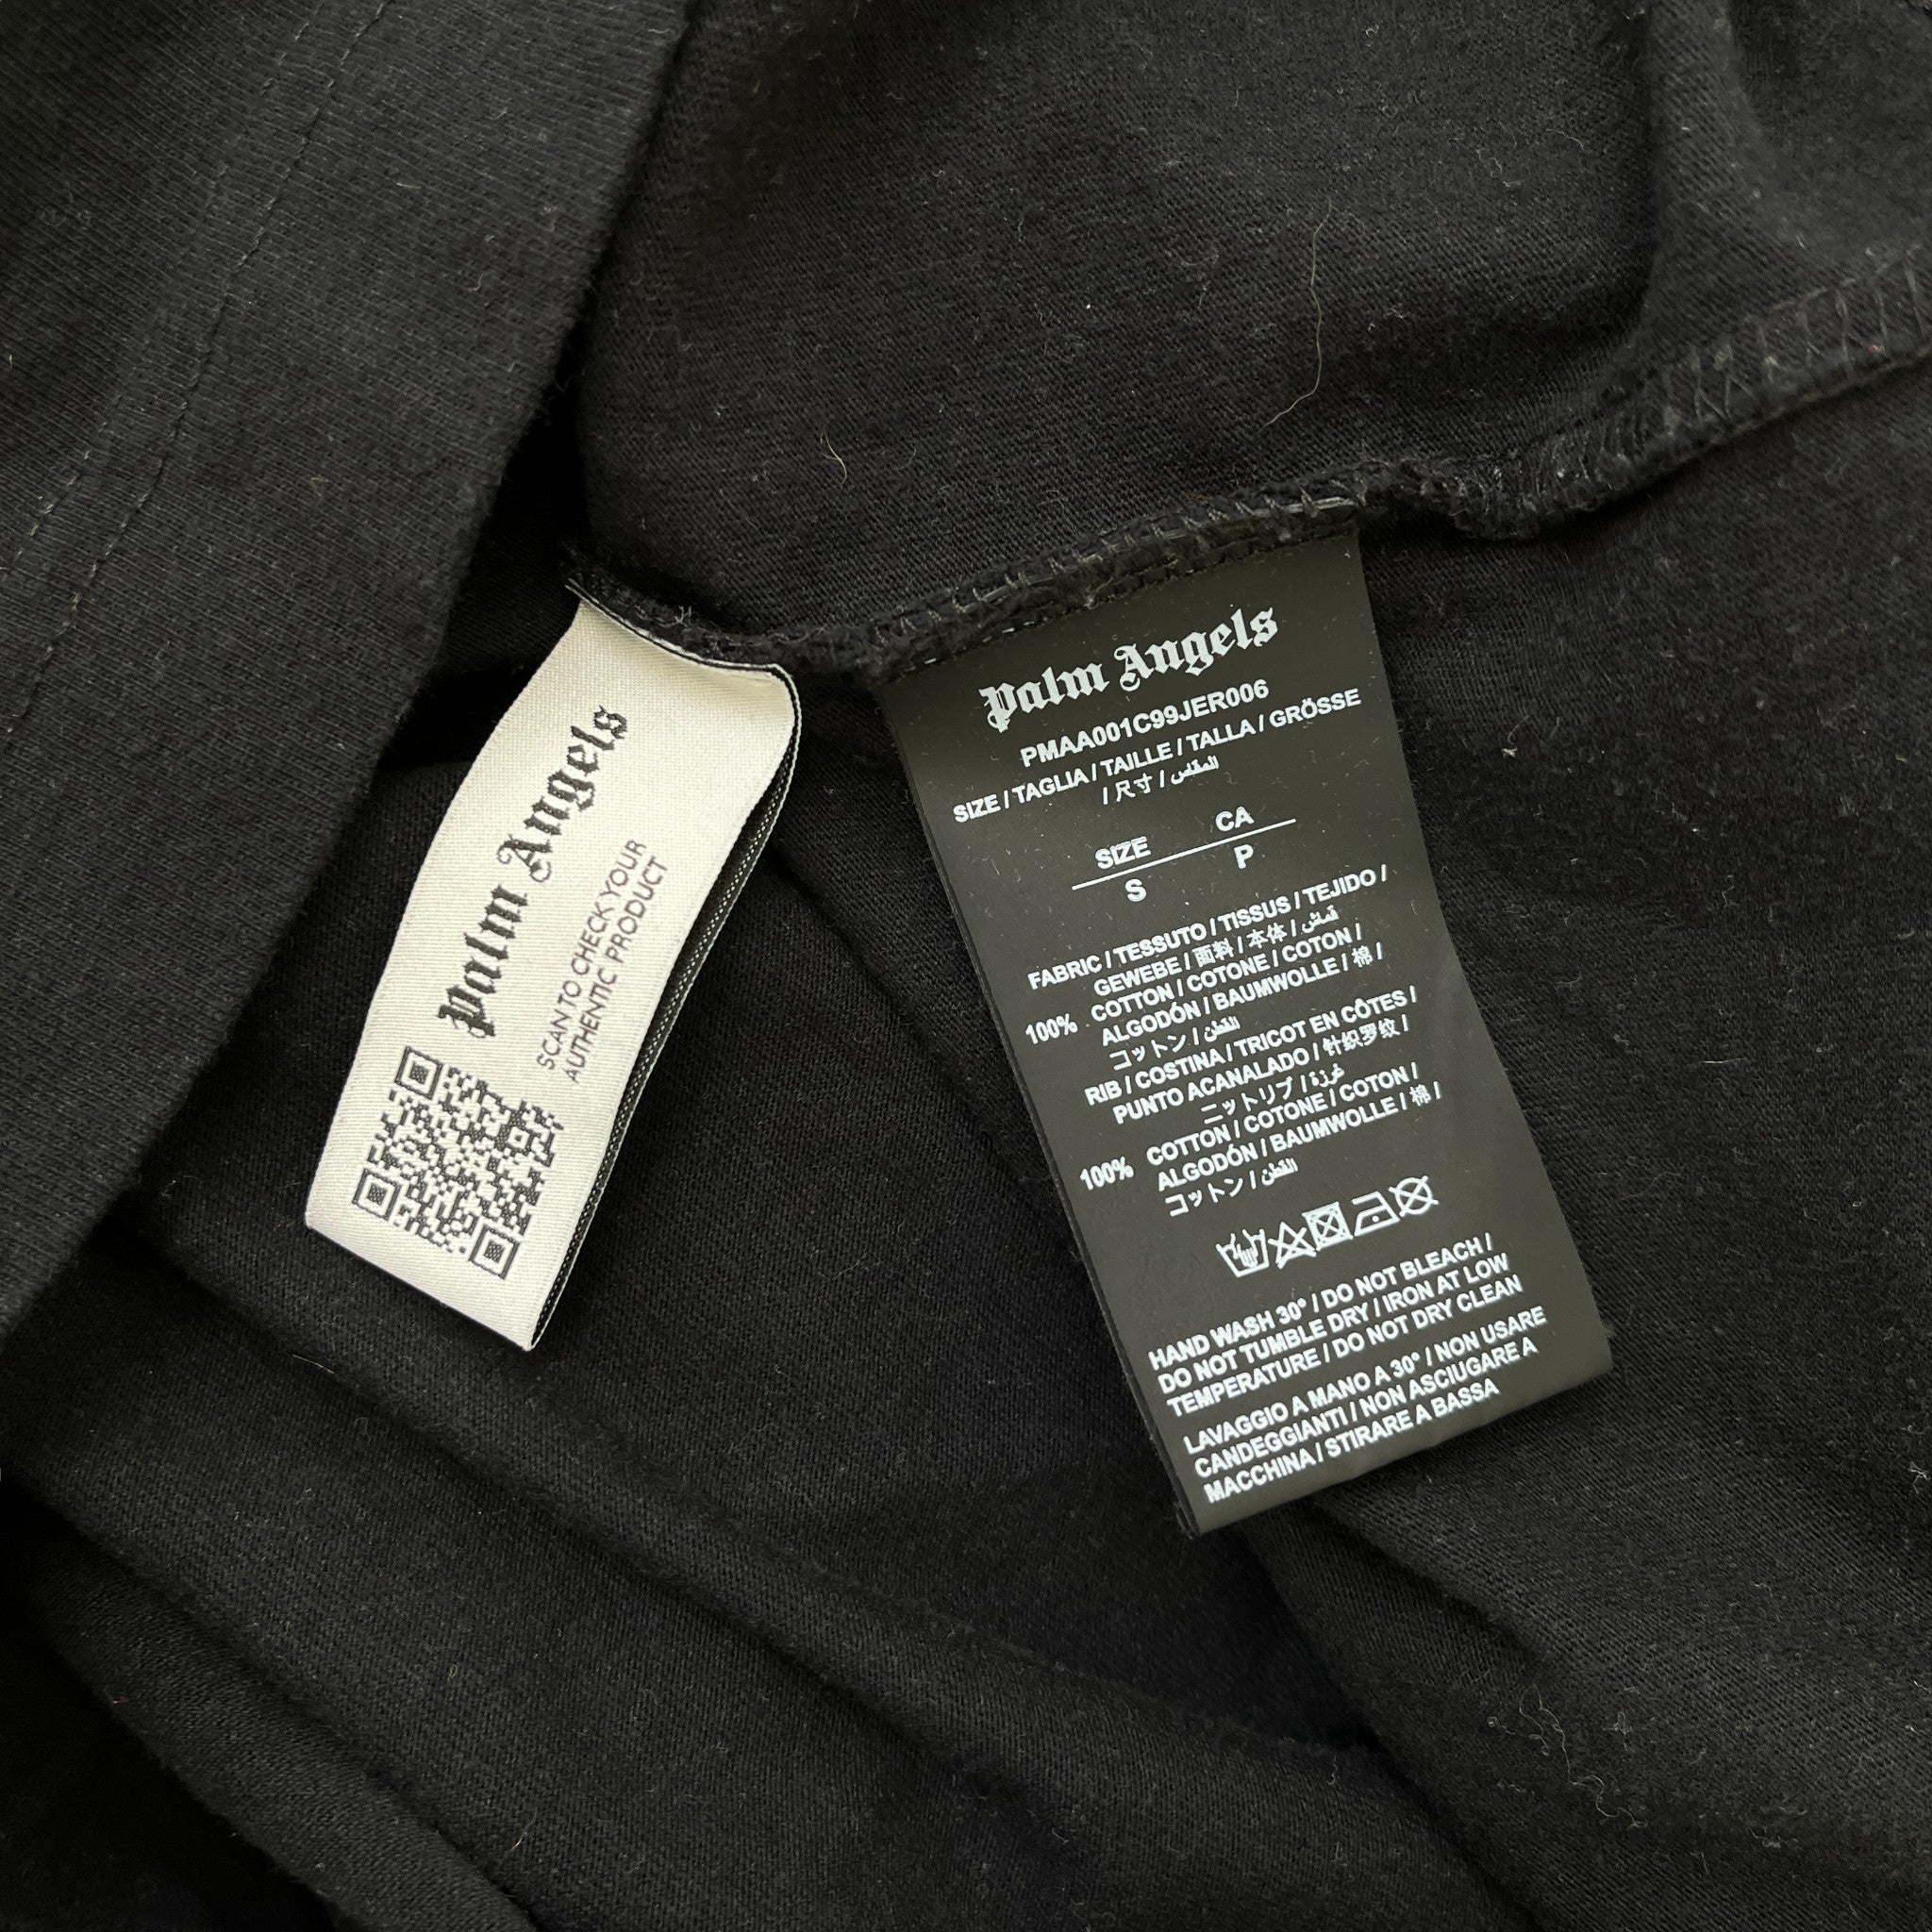 Palm Angels
SCAN TO CHECK YOUR
AUTHENTIC PRODUCT
Palm Angels
PMAA001C99JER006
SIZE / TAGLIA / TAILLE / TALLA / GRÖSSE
/ 尺寸 / المقاس
SIZE CA
S P
FABRIC / TESSUTO / TISSUS / TEJIDO /
GEWEBE / 面料 / 本体 / قماش
100% COTTON / COTONE / COTON /
ALGODÓN / BAUMWOLLE / 棉 /
コットン / القطن
RIB / COSTINA / TRICOT EN CÔTES /
PUNTO ACANALADO / 针织罗纹 /
ニットリブ / غرزة
100% COTTON / COTONE / COTON /
ALGODÓN / BAUMWOLLE / 棉 /
コットン / القطن
HAND WASH 30° / DO NOT BLEACH /
DO NOT TUMBLE DRY / IRON AT LOW
TEMPERATURE / DO NOT DRY CLEAN
LAVAGGIO A MANO A 30° / NON USARE
CANDEGGIANTI / NON ASCIUGARE A
MACCHINA / STIRARE A BASSA